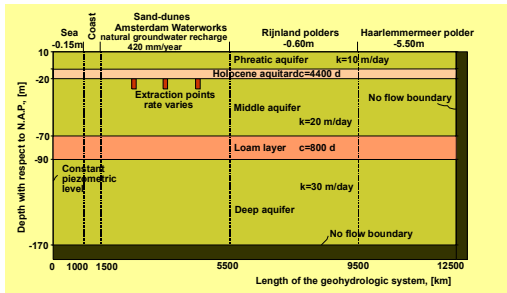 Sea
-0.15m
Coast
Sand-dunes
Amsterdam Waterworks
natural groundwater recharge
420 mm/year
Rijnland polders
-0.60m
Haarlemmermeer polder
-5.50m
10
Phreatic aquifer k=10 m/day
Holocene aquitard c=4400 d
-20
Extraction points
rate varies
Middle aquifer
k=20 m/day
No flow boundary
-70
Loam layer c=800 d
-90
Constant
piezometric
level
k=30 m/day
Deep aquifer
No flow boundary
-170
Depth with respect to N.A.P., [m]
0 1000 1500 5500 9500 12500
Length of the geohydrologic system, [km]